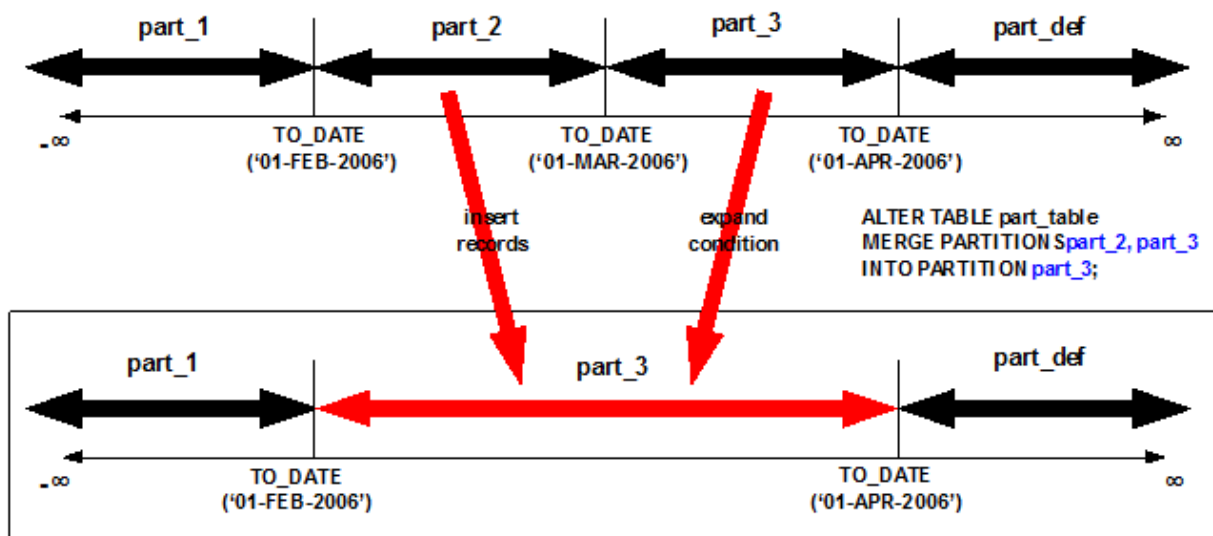 part_1 part_2 part_3 part_def
-∞ TO_DATE TO_DATE TO_DATE ∞
(‘01-FEB-2006’) (‘01-MAR-2006’) (‘01-APR-2006’)
insert expand ALTER TABLE part_table
records condition MERGE PARTITIONSpart_2, part_3
INTO PARTITION part_3;
part_1 part_3 part_def
-∞ TO_DATE TO_DATE ∞
(‘01-FEB-2006’) (‘01-APR-2006’)